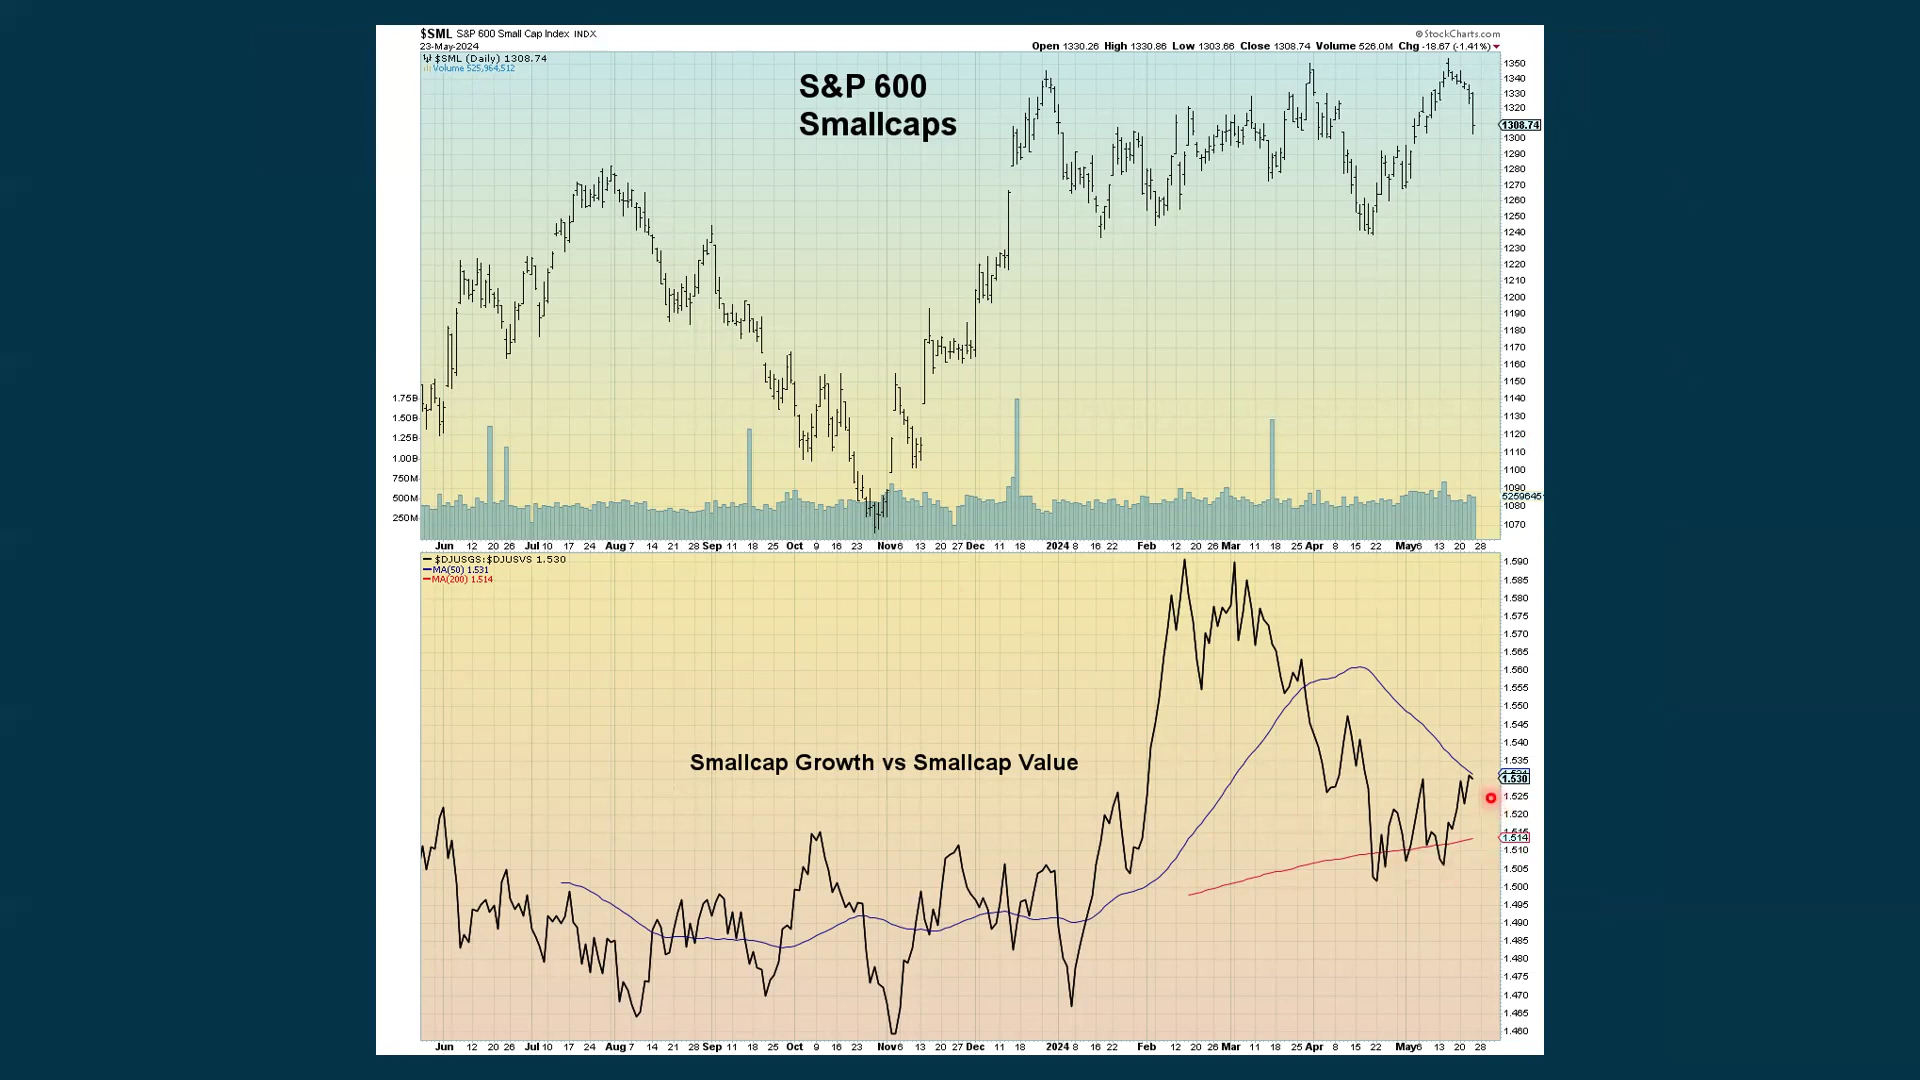 $SML S&P 600 Small Cap Index INDX
© StockCharts.com
23-May-2024
Open 1330.26 High 1330.86 Low 1303.66 Close 1308.74 Volume 526.0M Chg -18.67 (-1.41%)
$SML (Daily) 1308.74
Volume 525,964,512
S&P 600
Smallcaps
1350
1340
1330
1320
1308.74
1300
1290
1280
1270
1260
1250
1240
1230
1220
1210
1200
1190
1180
1170
1160
1150
1140
1130
1120
1110
1100
1090
1080
1070
1.75B
1.50B
1.25B
1.00B
750M
500M
250M
5259645
Jun 12 20 26 Jul 10 17 24 Aug 7 14 21 28 Sep 11 18 25 Oct 9 16 23 Nov 6 13 20 27 Dec 11 18 2024 8 16 22 Feb 12 20 26 Mar 11 18 25 Apr 8 15 22 May 6 13 20 28
$DJUSGS:$DJUSVS 1.530
MA(50) 1.531
MA(200) 1.514
Smallcap Growth vs Smallcap Value
1.590
1.585
1.580
1.575
1.570
1.565
1.560
1.555
1.550
1.545
1.540
1.535
1.530
1.525
1.520
1.514
1.510
1.505
1.500
1.495
1.490
1.485
1.480
1.475
1.470
1.465
1.460
Jun 12 20 26 Jul 10 17 24 Aug 7 14 21 28 Sep 11 18 25 Oct 9 16 23 Nov 6 13 20 27 Dec 11 18 2024 8 16 22 Feb 12 20 26 Mar 11 18 25 Apr 8 15 22 May 6 13 20 28